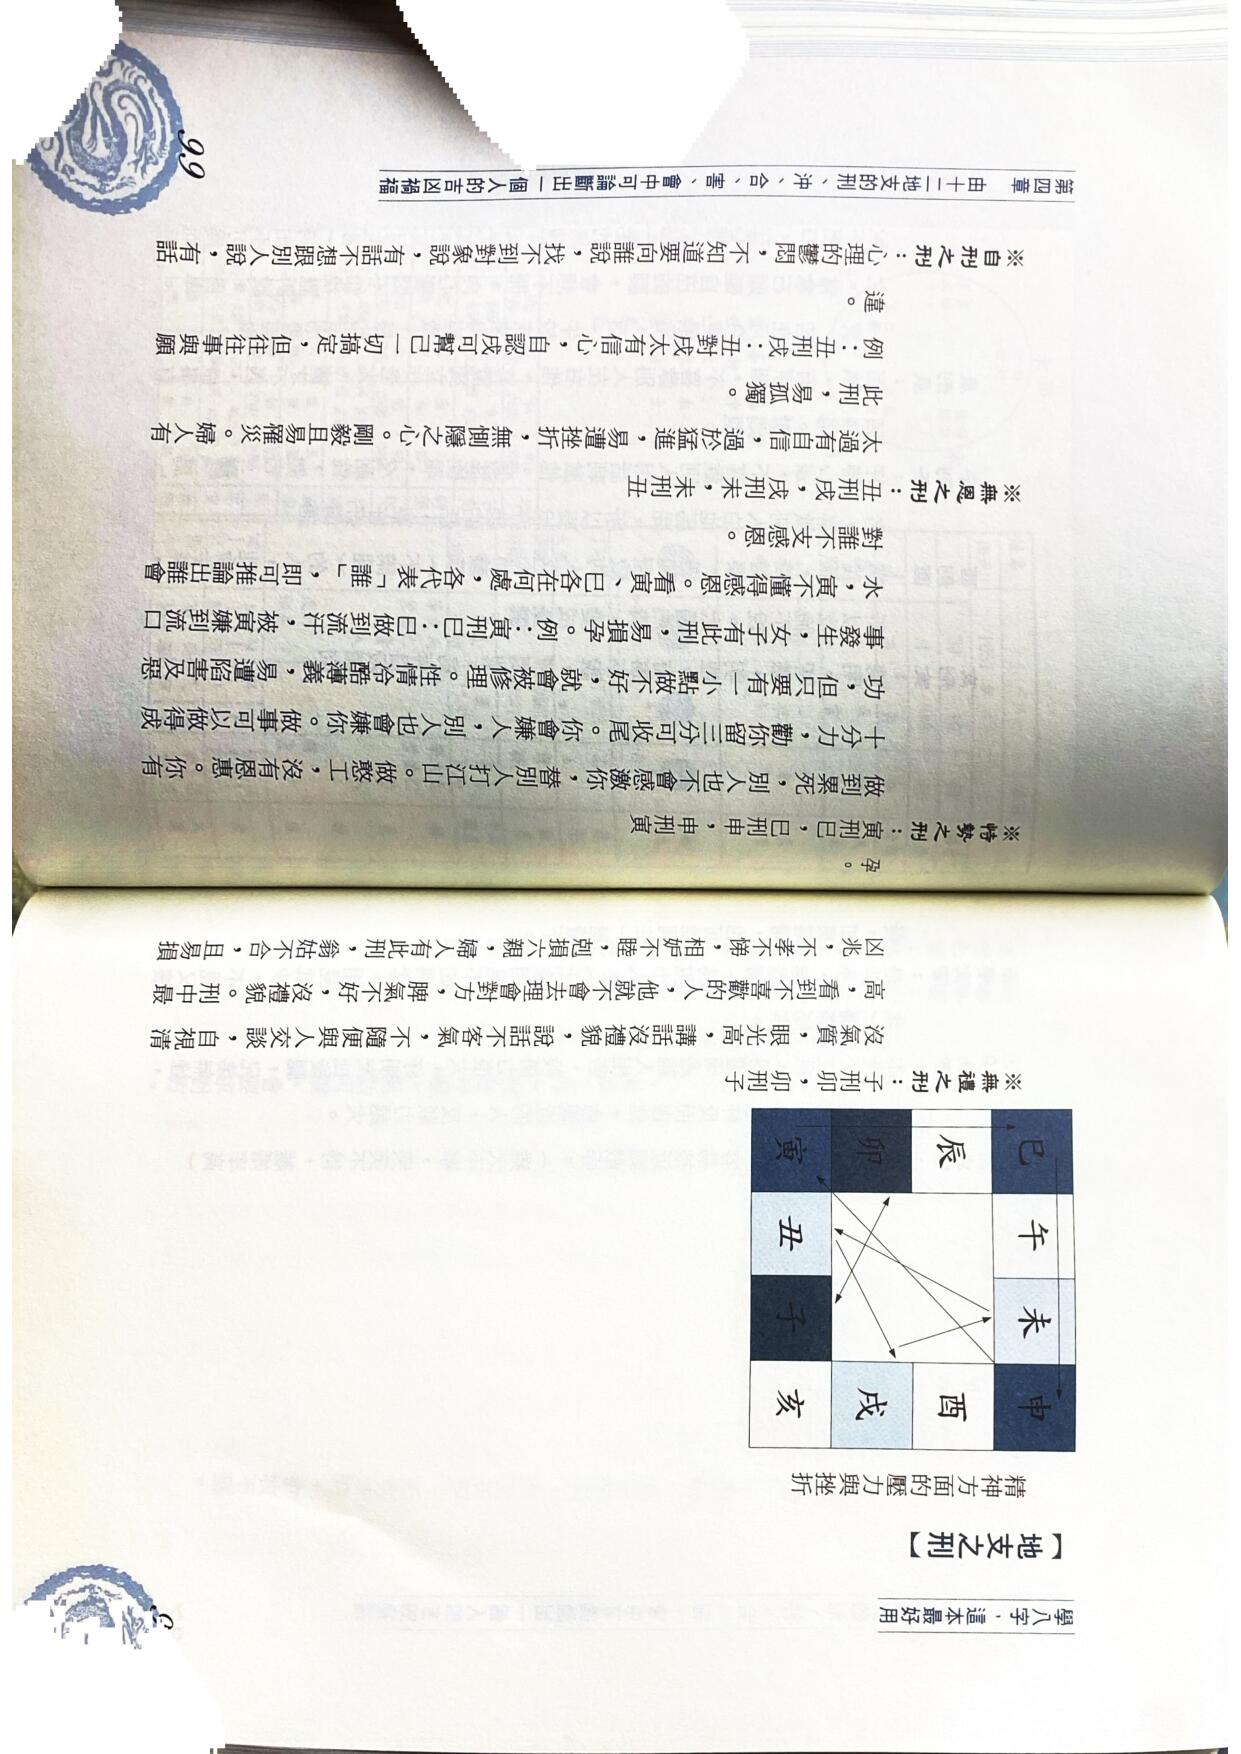 學八字，這本最好用
【地支之刑】
精神方面的壓力與挫折
巳 午 未 申
辰 酉
卯 戌
寅 丑 子 亥
※無禮之刑：子刑卯，卯刑子
沒氣質，眼光高，講話沒禮貌，說話不客氣，不隨便與人交談，自視清
高，看到不喜歡的人，他就不會去理會對方，脾氣不好，沒禮貌。刑中最
凶兆，不孝不悌，相妒不睦，剋損六親，婦人有此刑，翁姑不合，且易損
孕。
※恃勢之刑：寅刑巳，巳刑申，申刑寅
做到累死，別人也不會感激你，替別人打江山。做憨工，沒有恩惠。你有
十分力，勸你留三分可收尾。你會嫌人，別人也會嫌你。做事可以做得成
功，但只要有一小點做不好，就會被修理。性情冷酷薄義，易遭陷害及惡
事發生，女子有此刑，易損孕。例：寅刑巳：巳做到流汗，被寅嫌到流口
水，寅不懂得感恩。看寅、巳各在何處，各代表「誰」，即可推論出誰會
對誰不支感恩。
※無恩之刑：丑刑戌，戌刑未，未刑丑
太過有自信，過於猛進，易遭挫折，無惻隱之心。剛毅且易罹災。婦人有
此刑，易孤獨。
例：丑刑戌：丑對戌太有信心，自認戌可幫己一切搞定，但往往事與願
違。
※自刑之刑：心理的鬱悶，不知道要向誰說，找不到對象說，有話不想跟別人說，有話
第四章 由十二地支的刑、沖、合、害、會中可論斷出一個人的吉凶禍福
99